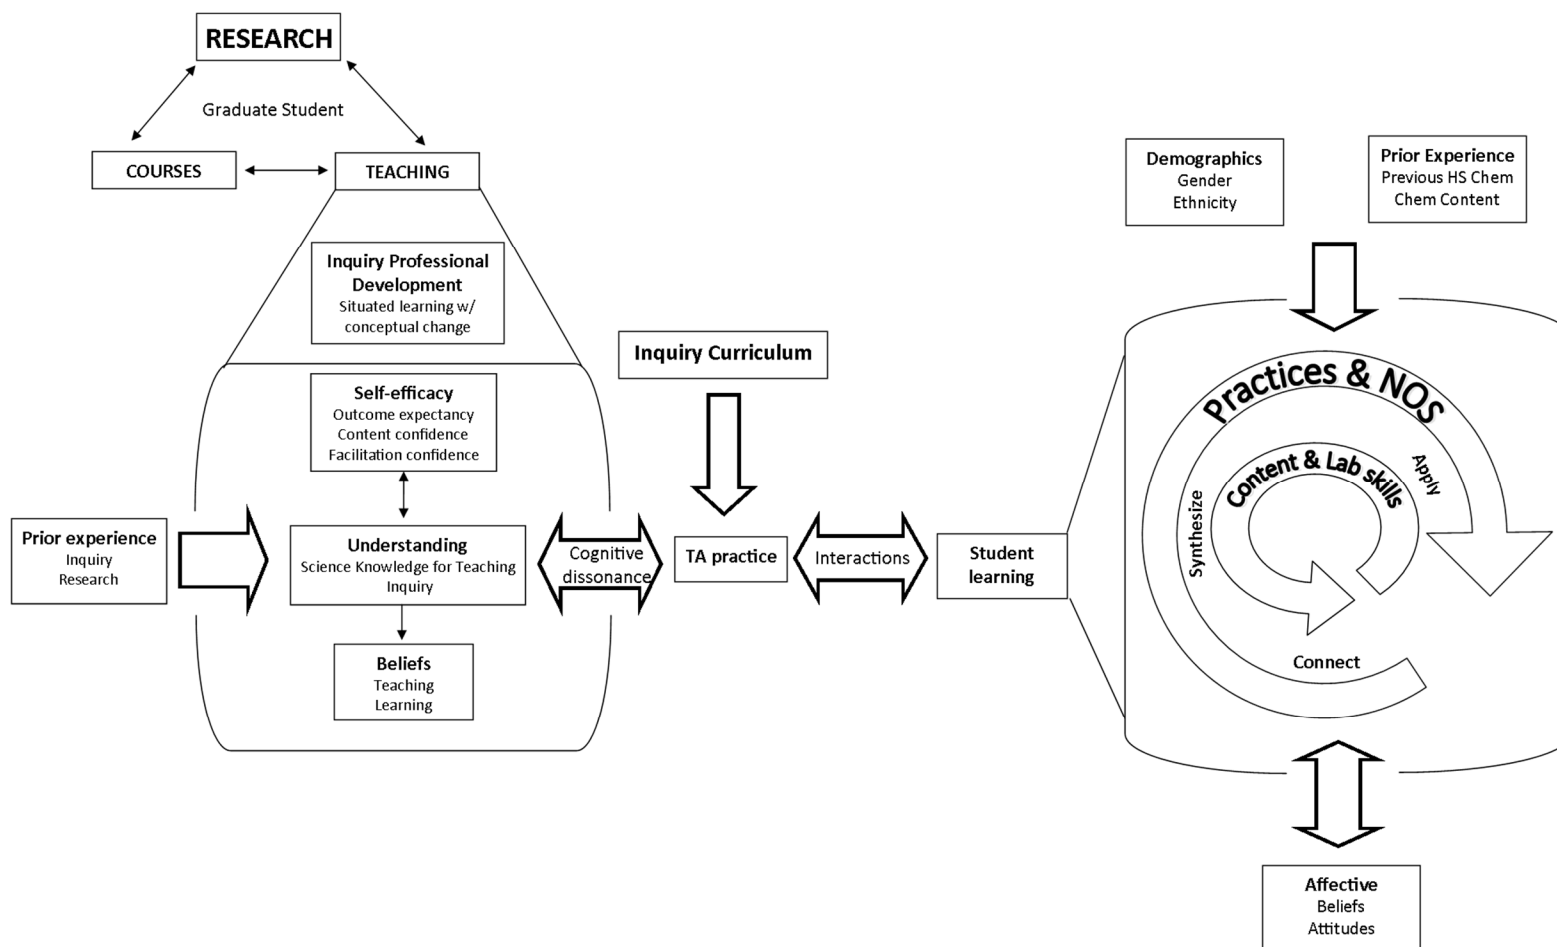 RESEARCH
Graduate Student
COURSES
TEACHING
Inquiry Professional
Development
Situated learning w/
conceptual change
Self-efficacy
Outcome expectancy
Content confidence
Facilitation confidence
Prior experience
Inquiry
Research
Understanding
Science Knowledge for Teaching
Inquiry
Beliefs
Teaching
Learning
Cognitive
dissonance
Inquiry Curriculum
TA practice
Interactions
Student
learning
Demographics
Gender
Ethnicity
Prior Experience
Previous HS Chem
Chem Content
Practices & NOS
Content & Lab skills
Apply
Synthesize
Connect
Affective
Beliefs
Attitudes